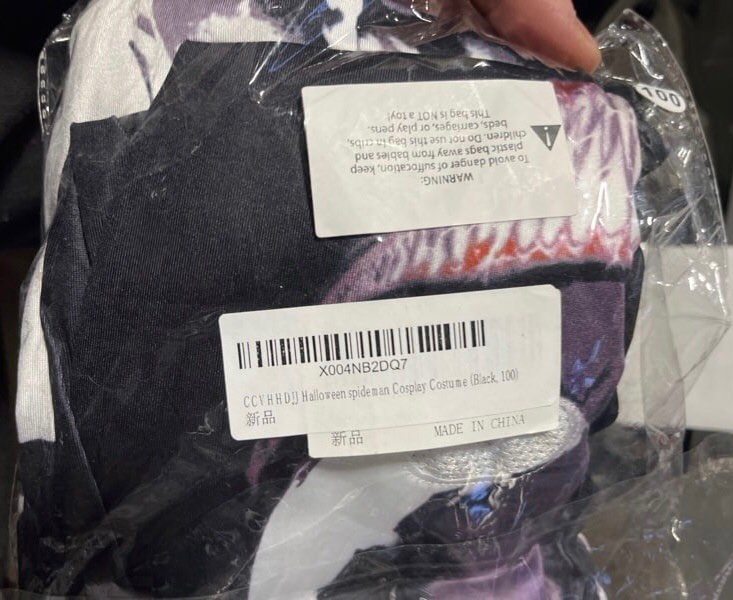 100
WARNING:
To avoid danger of suffocation, keep
plastic bags away from babies and
children. Do not use this bag in cribs,
beds, carriages, or play pens.
This bag is NOT a toy!
X004NB2DQ7
CCVHHDJJ Halloween spideman Cosplay Costume (Black, 100)
新品
新品
MADE IN CHINA